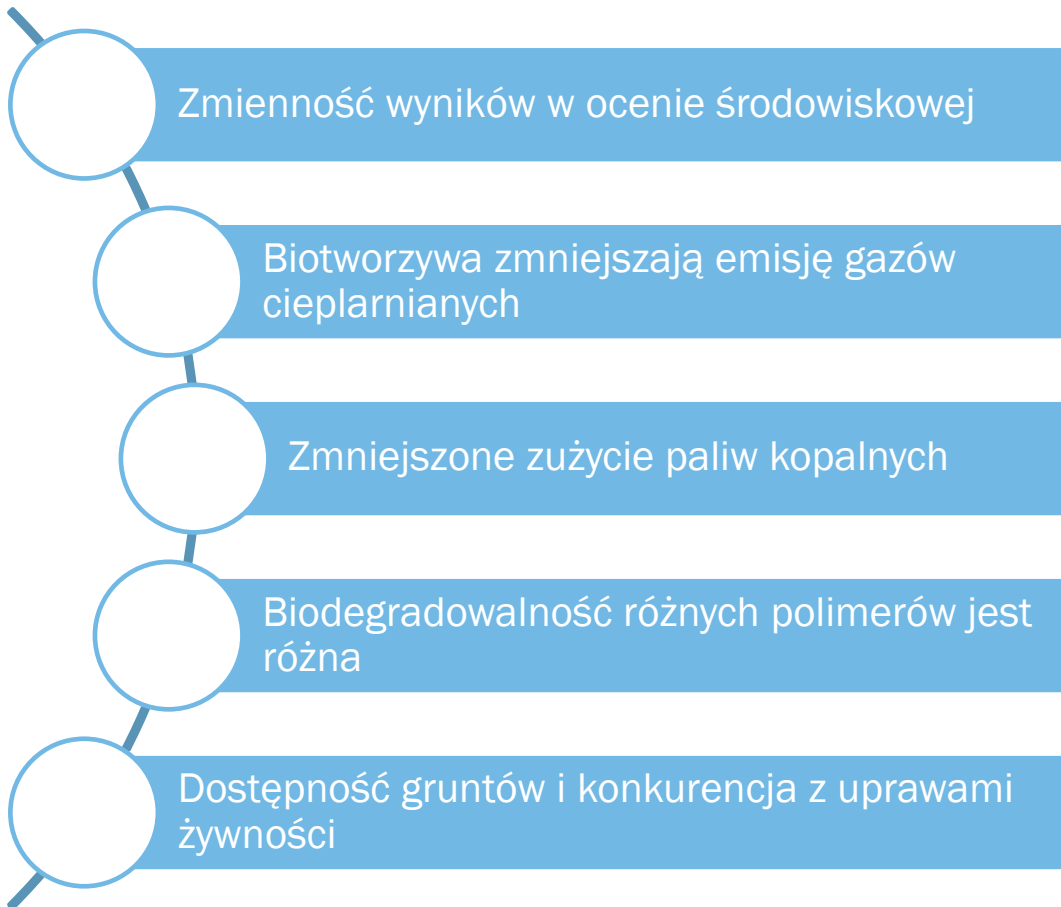 Zmienność wyników w ocenie środowiskowej
Biotworzywa zmniejszają emisję gazów
cieplarnianych
Zmniejszone zużycie paliw kopalnych
Biodegradowalność różnych polimerów jest
różna
Dostępność gruntów i konkurencja z uprawami
żywności